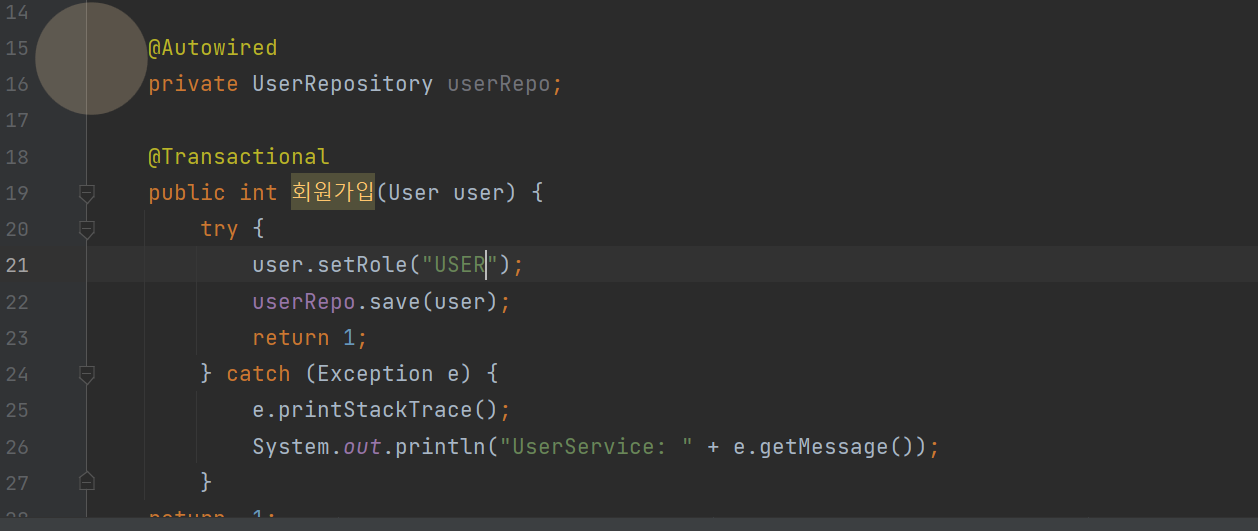 14
15 @Autowired
16 private UserRepository userRepo;
17
18 @Transactional
19 public int 회원가입(User user) {
20 try {
21 user.setRole("USER");
22 userRepo.save(user);
23 return 1;
24 } catch (Exception e) {
25 e.printStackTrace();
26 System.out.println("UserService: " + e.getMessage());
27 }